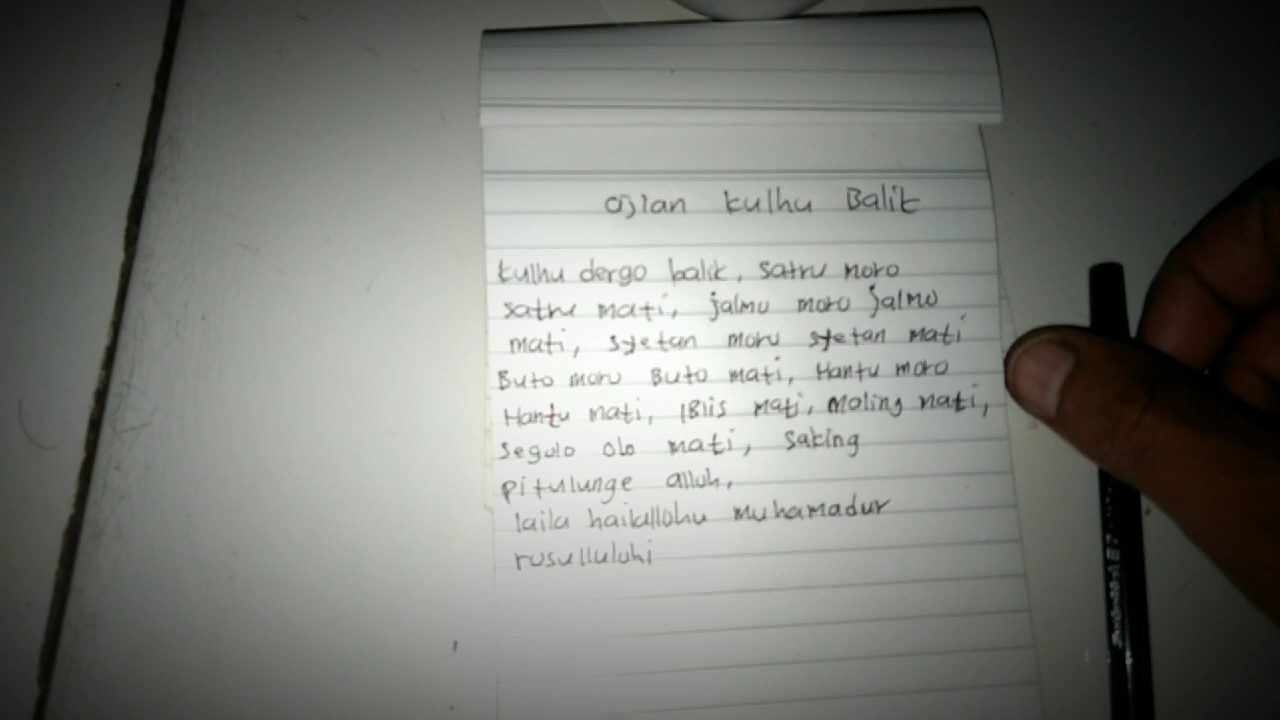 ajian kulhu Balik
kulhu dergo balik, satru moro
satru mati, jalmo moro jalmo
mati, syetan moro syetan mati
Buto moro Buto mati, Hantu moro
Hantu mati, IBlis mati, maling mati,
segolo olo mati, saking
pitulunge alloh,
laila hailallohu muhamadur
rosullulohi